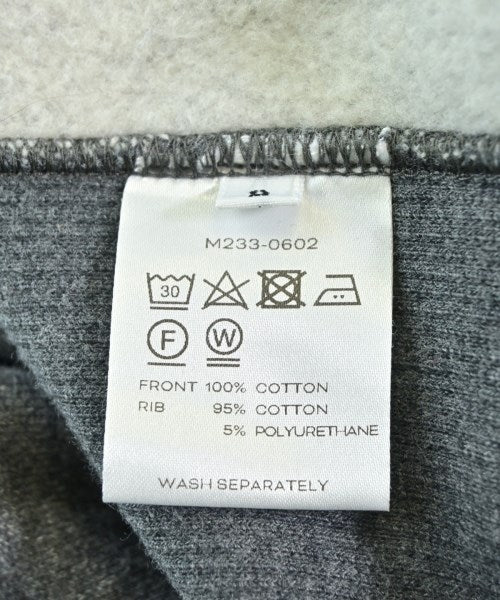 M233-0602
30
F W
FRONT 100% COTTON
RIB 95% COTTON
5% POLYURETHANE
WASH SEPARATELY